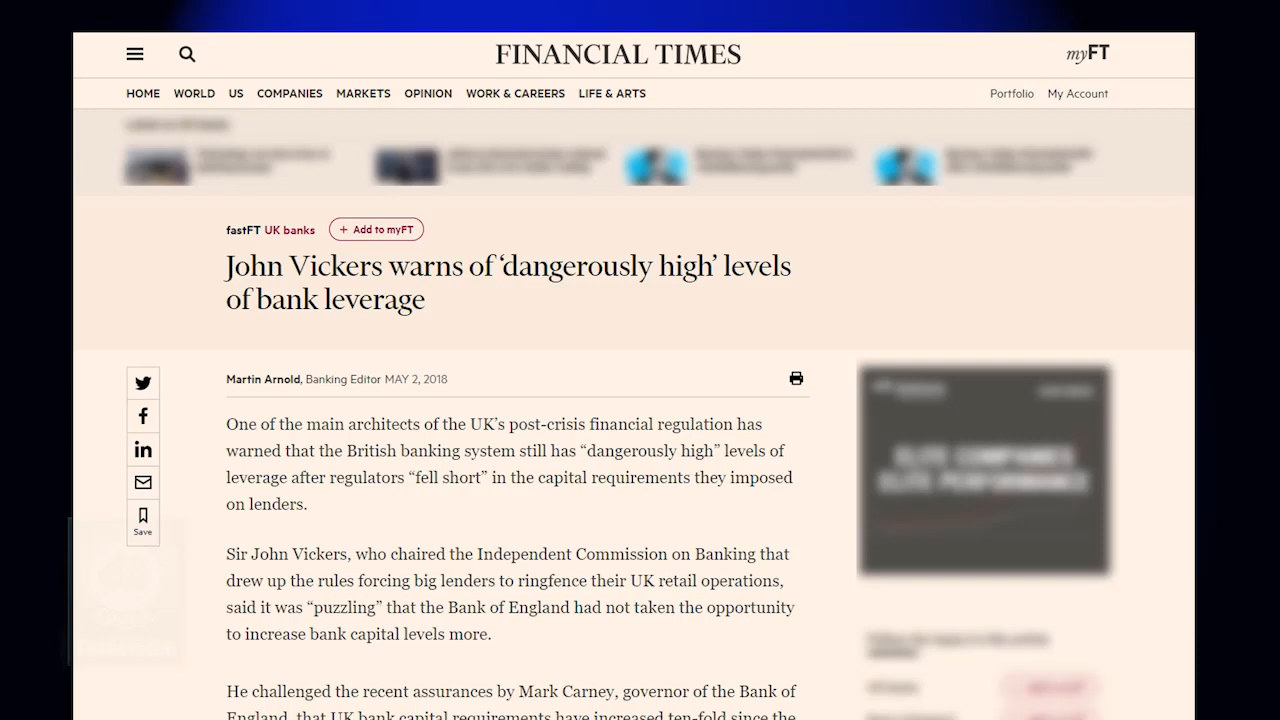 FINANCIAL TIMES
myFT
HOME WORLD US COMPANIES MARKETS OPINION WORK & CAREERS LIFE & ARTS Portfolio My Account
fastFT UK banks + Add to myFT
John Vickers warns of ‘dangerously high’ levels
of bank leverage
Martin Arnold, Banking Editor MAY 2, 2018
One of the main architects of the UK’s post-crisis financial regulation has
warned that the British banking system still has “dangerously high” levels of
leverage after regulators “fell short” in the capital requirements they imposed
on lenders.
Save
Sir John Vickers, who chaired the Independent Commission on Banking that
drew up the rules forcing big lenders to ringfence their UK retail operations,
said it was “puzzling” that the Bank of England had not taken the opportunity
to increase bank capital levels more.
He challenged the recent assurances by Mark Carney, governor of the Bank of
England, that UK bank capital requirements have increased ten-fold since the
ELITE COMPANIES
ELITE PERFORMANCE